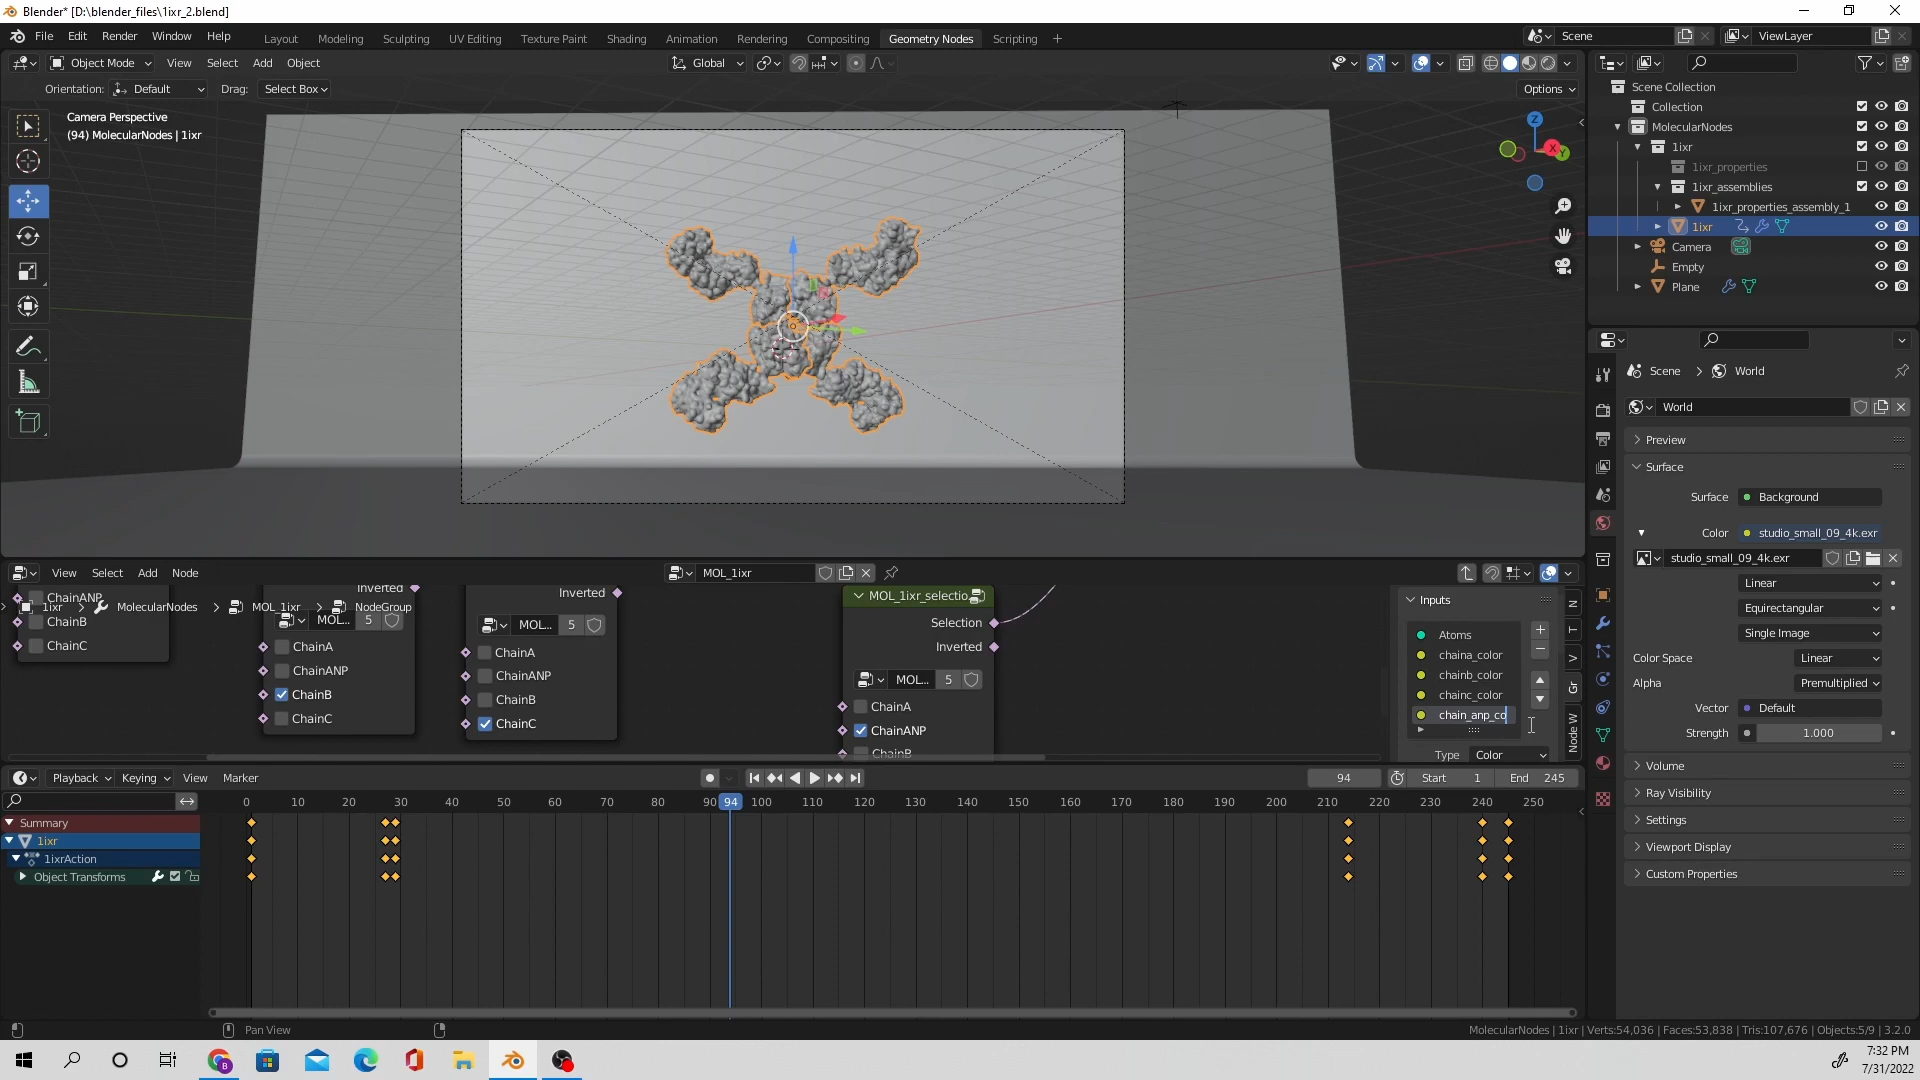 Blender* [D:\blender_files\1ixr_2.blend]
File Edit Render Window Help Layout Modeling Sculpting UV Editing Texture Paint Shading Animation Rendering Compositing Geometry Nodes Scripting + Scene ViewLayer
Object Mode View Select Add Object Global
Orientation: Default Drag: Select Box Options
Camera Perspective
(94) MolecularNodes | 1ixr
Z
X
Y
Scene Collection
Collection
MolecularNodes
1ixr
1ixr_properties
1ixr_assemblies
1ixr_properties_assembly_1
1ixr
Camera
Empty
Plane
Scene > World
World
Preview
Surface
Surface Background
Color studio_small_09_4k.exr
studio_small_09_4k.exr
Linear
Equirectangular
Single Image
Color Space Linear
Alpha Premultiplied
Vector Default
Strength 1.000
Volume
Ray Visibility
Settings
Viewport Display
Custom Properties
View Select Add Node MOL_1ixr
1ixr > MolecularNodes > MOL_1ixr > NodeGroup
ChainANP
ChainB
ChainC
Inverted
MOL... 5
ChainA
ChainANP
ChainB
ChainC
Inverted
MOL... 5
ChainA
ChainANP
ChainB
ChainC
MOL_1ixr_selectio
Selection
Inverted
MOL... 5
ChainA
ChainANP
ChainB
Inputs
Atoms
chaina_color
chainb_color
chainc_color
chain_anp_co
Type Color
N
T
V
Gr
Node W
Playback Keying View Marker 94 Start 1 End 245
0 10 20 30 40 50 60 70 80 90 94 100 110 120 130 140 150 160 170 180 190 200 210 220 230 240 250
Summary
1ixr
1ixrAction
Object Transforms
Pan View
MolecularNodes | 1ixr | Verts:54,036 | Faces:53,838 | Tris:107,676 | Objects:5/9 | 3.2.0
B
7:32 PM
7/31/2022